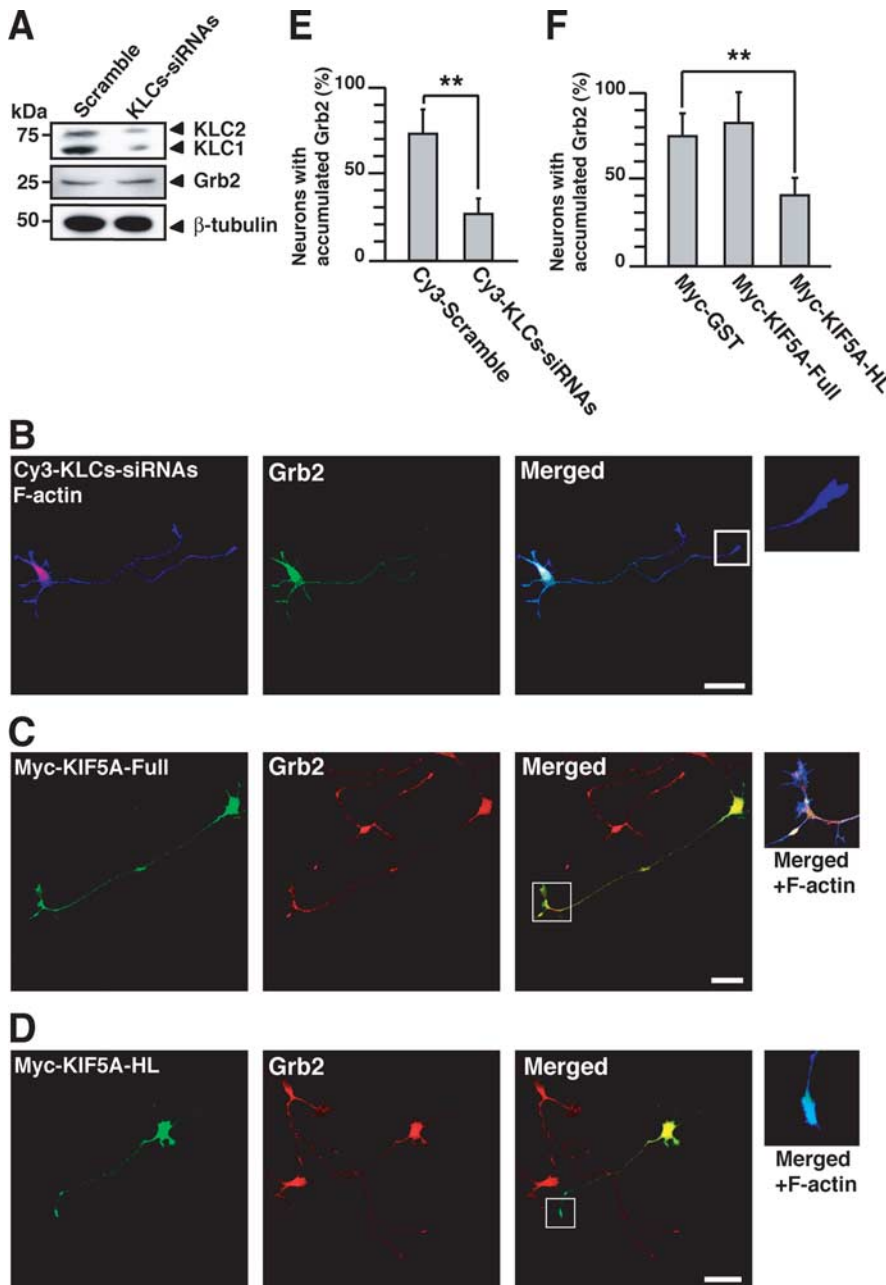 A
Scramble
KLCs-siRNAs
kDa
75
KLC2
KLC1
25
Grb2
50
β-tubulin
E
Neurons with
accumulated Grb2 (%)
100
50
0
**
Cy3-Scramble
Cy3-KLCs-siRNAs
F
Neurons with
accumulated Grb2 (%)
100
50
0
**
Myc-GST
Myc-KIF5A-Full
Myc-KIF5A-HL
B
Cy3-KLCs-siRNAs
F-actin
Grb2
Merged
C
Myc-KIF5A-Full
Grb2
Merged
Merged
+F-actin
D
Myc-KIF5A-HL
Grb2
Merged
Merged
+F-actin